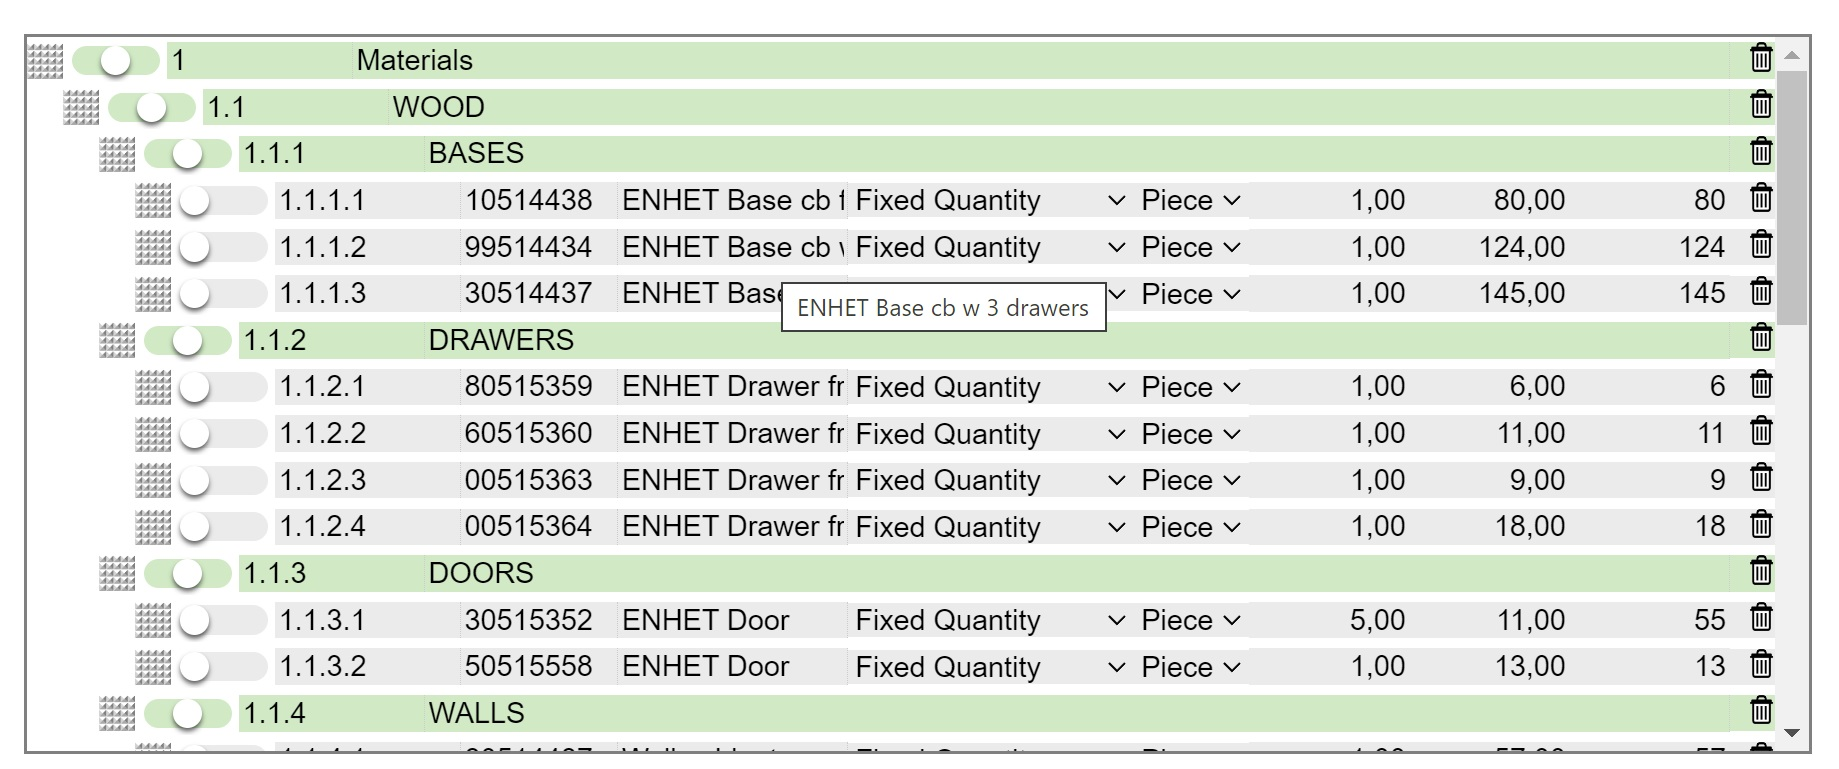 1 Materials
1.1 WOOD
1.1.1 BASES
1.1.1.1 10514438 ENHET Base cb Fixed Quantity Piece 1,00 80,00 80
1.1.1.2 99514434 ENHET Base cb Fixed Quantity Piece 1,00 124,00 124
1.1.1.3 30514437 ENHET Base Piece 1,00 145,00 145
ENHET Base cb w 3 drawers
1.1.2 DRAWERS
1.1.2.1 80515359 ENHET Drawer fr Fixed Quantity Piece 1,00 6,00 6
1.1.2.2 60515360 ENHET Drawer fr Fixed Quantity Piece 1,00 11,00 11
1.1.2.3 00515363 ENHET Drawer fr Fixed Quantity Piece 1,00 9,00 9
1.1.2.4 00515364 ENHET Drawer fr Fixed Quantity Piece 1,00 18,00 18
1.1.3 DOORS
1.1.3.1 30515352 ENHET Door Fixed Quantity Piece 5,00 11,00 55
1.1.3.2 50515558 ENHET Door Fixed Quantity Piece 1,00 13,00 13
1.1.4 WALLS